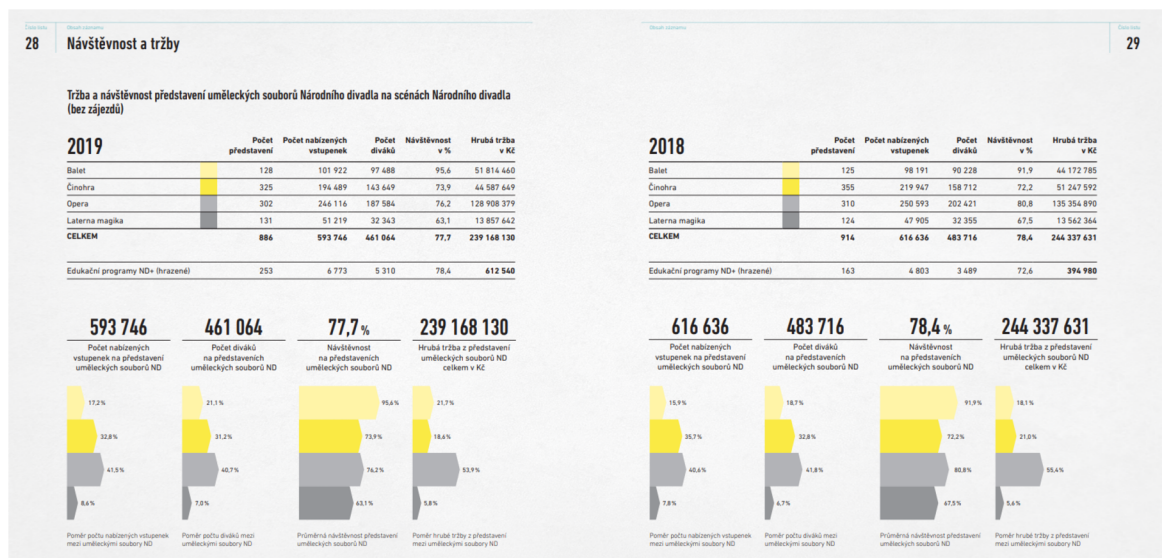 Číslo listu
Obsah záznamu
28
Návštěvnost a tržby
Tržba a návštěvnost představení uměleckých souborů Národního divadla na scénách Národního divadla
(bez zájezdů)
2019 Počet představení Počet nabízených vstupenek Počet diváků Návštěvnost v % Hrubá tržba v Kč
Balet 128 101 922 97 488 95,6 51 814 460
Činohra 325 194 489 143 649 73,9 44 587 649
Opera 302 246 116 187 584 76,2 128 908 379
Laterna magika 131 51 219 32 343 63,1 13 857 642
CELKEM 886 593 746 461 064 77,7 239 168 130
Edukační programy ND+ (hrazené) 253 6 773 5 310 78,4 612 540
593 746 461 064 77,7 % 239 168 130
Počet nabízených Počet diváků Návštěvnost Hrubá tržba z představení
vstupenek na představení na představeních na představeních uměleckých souborů ND
uměleckých souborů ND uměleckých souborů ND uměleckých souborů ND celkem v Kč
17,2% 21,1% 95,6% 21,7%
32,8% 31,2% 73,9% 18,6%
41,5% 40,7% 76,2% 53,9%
8,6% 7,0% 63,1% 5,8%
Poměr počtu nabízených vstupenek Poměr počtu diváků mezi Průměrná návštěvnost představení Poměr hrubé tržby z představení
mezi uměleckými soubory ND uměleckými soubory ND uměleckých souborů ND mezi uměleckými soubory ND
Obsah záznamu
Číslo listu
29
2018 Počet představení Počet nabízených vstupenek Počet diváků Návštěvnost v % Hrubá tržba v Kč
Balet 125 98 191 90 228 91,9 44 172 785
Činohra 355 219 947 158 712 72,2 51 247 592
Opera 310 250 593 202 421 80,8 135 354 890
Laterna magika 124 47 905 32 355 67,5 13 562 364
CELKEM 914 616 636 483 716 78,4 244 337 631
Edukační programy ND+ (hrazené) 163 4 803 3 489 72,6 394 980
616 636 483 716 78,4 % 244 337 631
Počet nabízených Počet diváků Návštěvnost Hrubá tržba z představení
vstupenek na představení na představeních na představeních uměleckých souborů ND
uměleckých souborů ND uměleckých souborů ND uměleckých souborů ND celkem v Kč
15,9% 18,7% 91,9% 18,1%
35,7% 32,8% 72,2% 21,0%
40,6% 41,8% 80,8% 55,4%
7,8% 6,7% 67,5% 5,6%
Poměr počtu nabízených vstupenek Poměr počtu diváků mezi Průměrná návštěvnost představení Poměr hrubé tržby z představení
mezi uměleckými soubory ND uměleckými soubory ND uměleckých souborů ND mezi uměleckými soubory ND